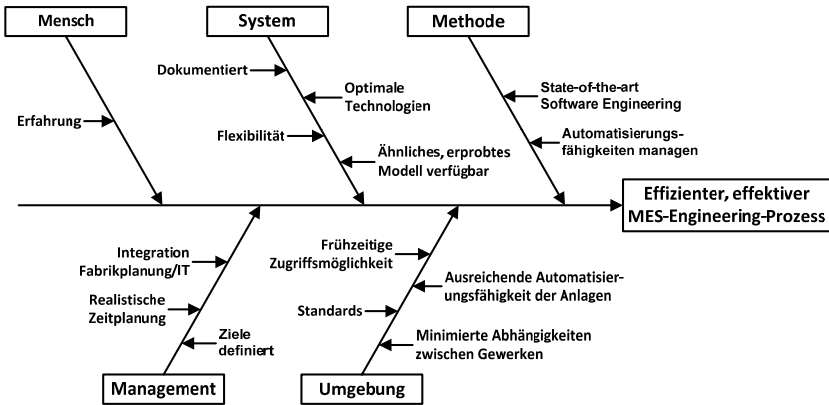 Mensch
System
Methode
Dokumentiert
Optimale
Technologien
State-of-the-art
Software Engineering
Erfahrung
Flexibilität
Automatisierungs-
fähigkeiten managen
Ähnliches, erprobtes
Modell verfügbar
Effizienter, effektiver
MES-Engineering-Prozess
Integration
Fabrikplanung/IT
Frühzeitige
Zugriffsmöglichkeit
Ausreichende Automatisier-
ungsfähigkeit der Anlagen
Realistische
Zeitplanung
Standards
Ziele
definiert
Minimierte Abhängigkeiten
zwischen Gewerken
Management
Umgebung